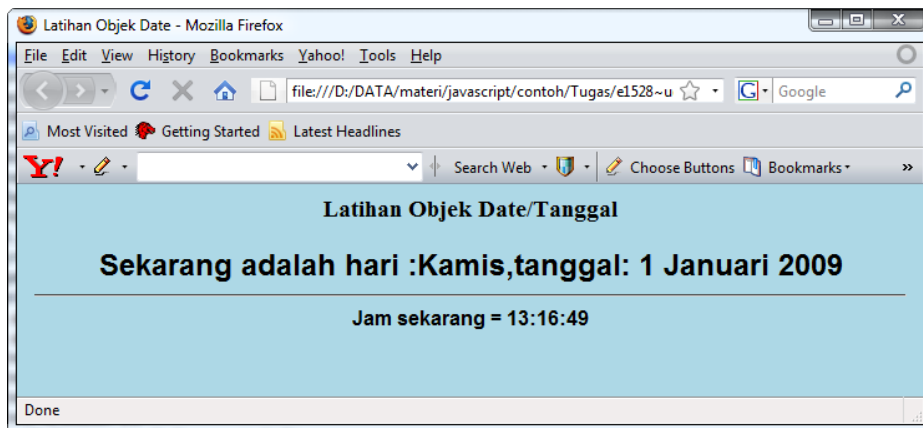 Latihan Objek Date - Mozilla Firefox
File Edit View History Bookmarks Yahoo! Tools Help
file:///D:/DATA/materi/javascript/contoh/Tugas/e1528~u G Google
Most Visited Getting Started Latest Headlines
Y! Search Web Choose Buttons Bookmarks »
Latihan Objek Date/Tanggal
Sekarang adalah hari :Kamis,tanggal: 1 Januari 2009
Jam sekarang = 13:16:49
Done